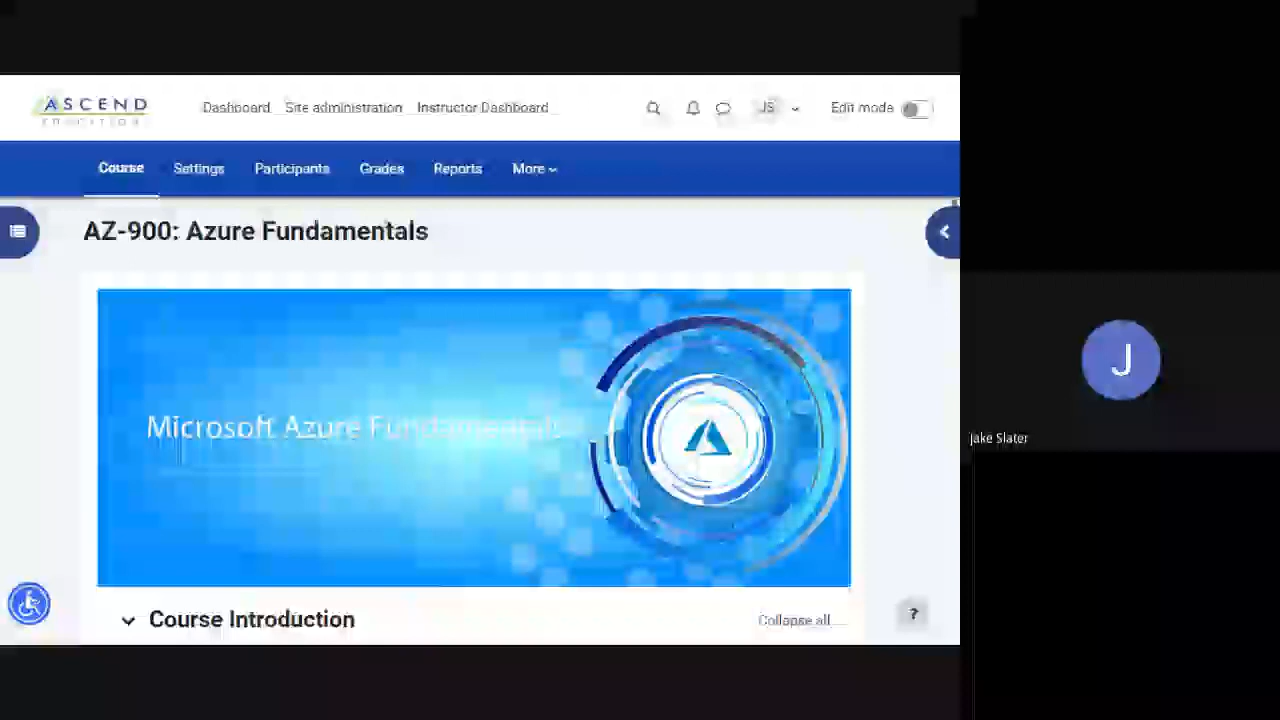 ASCEND
EDUCATION
Dashboard Site administration Instructor Dashboard
JS
Edit mode
Course Settings Participants Grades Reports More
AZ-900: Azure Fundamentals
Microsoft Azure Fundamentals
J
Jake Slater
Course Introduction
Collapse all
?